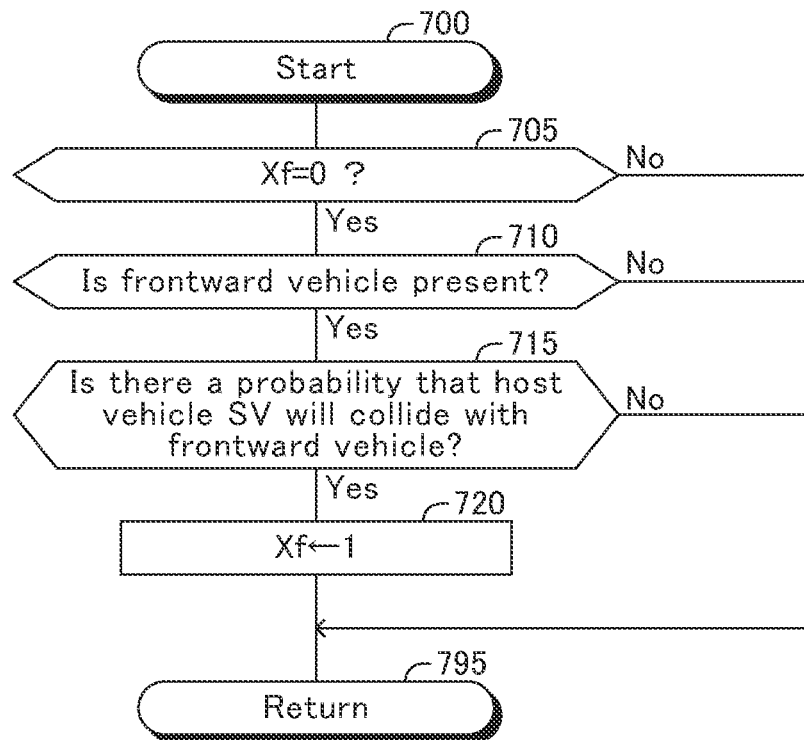 700
Start
705
Xf=0 ?
No
Yes
710
Is frontward vehicle present?
No
Yes
715
Is there a probability that host
vehicle SV will collide with
frontward vehicle?
No
Yes
720
Xf←1
795
Return